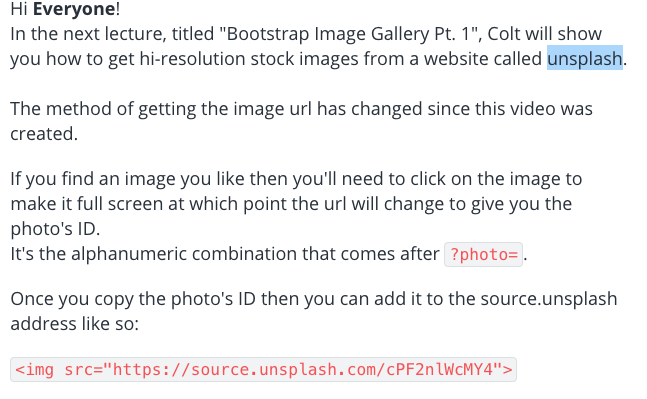 Hi Everyone!
In the next lecture, titled "Bootstrap Image Gallery Pt. 1", Colt will show
you how to get hi-resolution stock images from a website called unsplash.
The method of getting the image url has changed since this video was
created.
If you find an image you like then you'll need to click on the image to
make it full screen at which point the url will change to give you the
photo's ID.
It's the alphanumeric combination that comes after ?photo=.
Once you copy the photo's ID then you can add it to the source.unsplash
address like so:
<img src="https://source.unsplash.com/cPF2nlWcMY4">